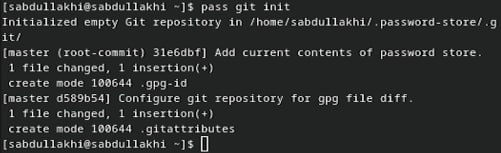 [sabdullakhi@sabdullakhi ~]$ pass git init
Initialized empty Git repository in /home/sabdullakhi/.password-store/.g
it/
[master (root-commit) 31e6dbf] Add current contents of password store.
 1 file changed, 1 insertion(+)
 create mode 100644 .gpg-id
[master d589b54] Configure git repository for gpg file diff.
 1 file changed, 1 insertion(+)
 create mode 100644 .gitattributes
[sabdullakhi@sabdullakhi ~]$